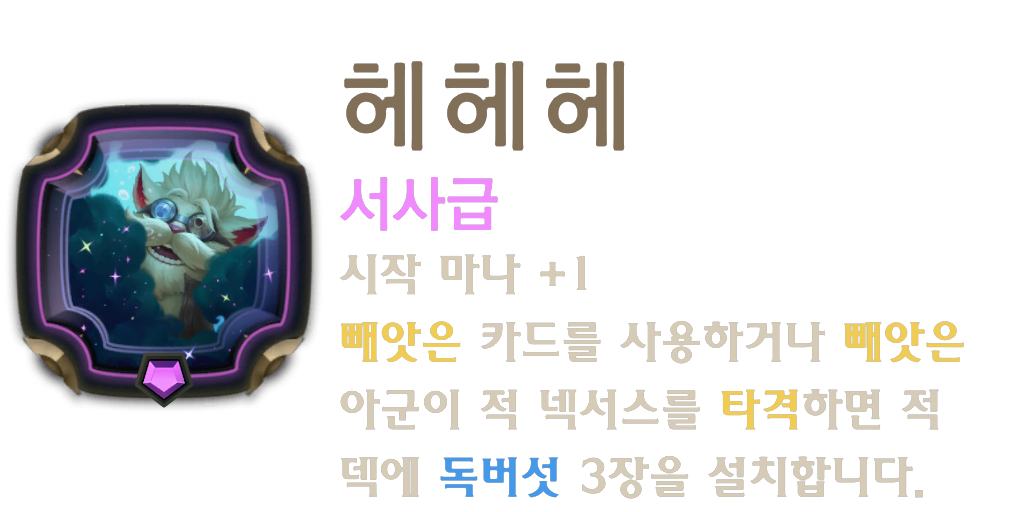 헤헤헤
서사급
시작 마나 +1
빼앗은 카드를 사용하거나 빼앗은
아군이 적 넥서스를 타격하면 적
덱에 독버섯 3장을 설치합니다.